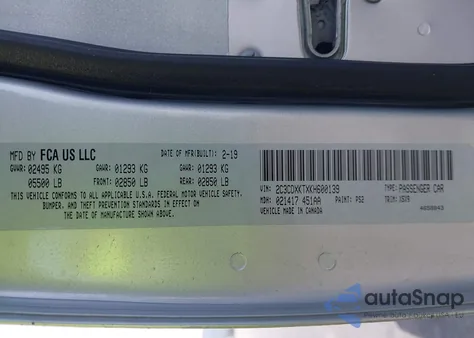 MFD BY FCA US LLC DATE OF MFR(BUILT): 2-19
GVWR: 02495 KG GAWR: 01293 KG GAWR: 01293 KG
05500 LB FRONT: 02850 LB REAR: 02850 LB
THIS VEHICLE CONFORMS TO ALL APPLICABLE U.S.A. FEDERAL MOTOR VEHICLE SAFETY,
BUMPER, AND THEFT PREVENTION STANDARDS IN EFFECT ON
THE DATE OF MANUFACTURE SHOWN ABOVE.
VIN: 2C3CDXKTXKH600139 TYPE: PASSENGER CAR
MDH: 021417 451AA PAINT: PS2 TRIM: X5X9
VEHICLE MADE IN CANADA
autoSnap